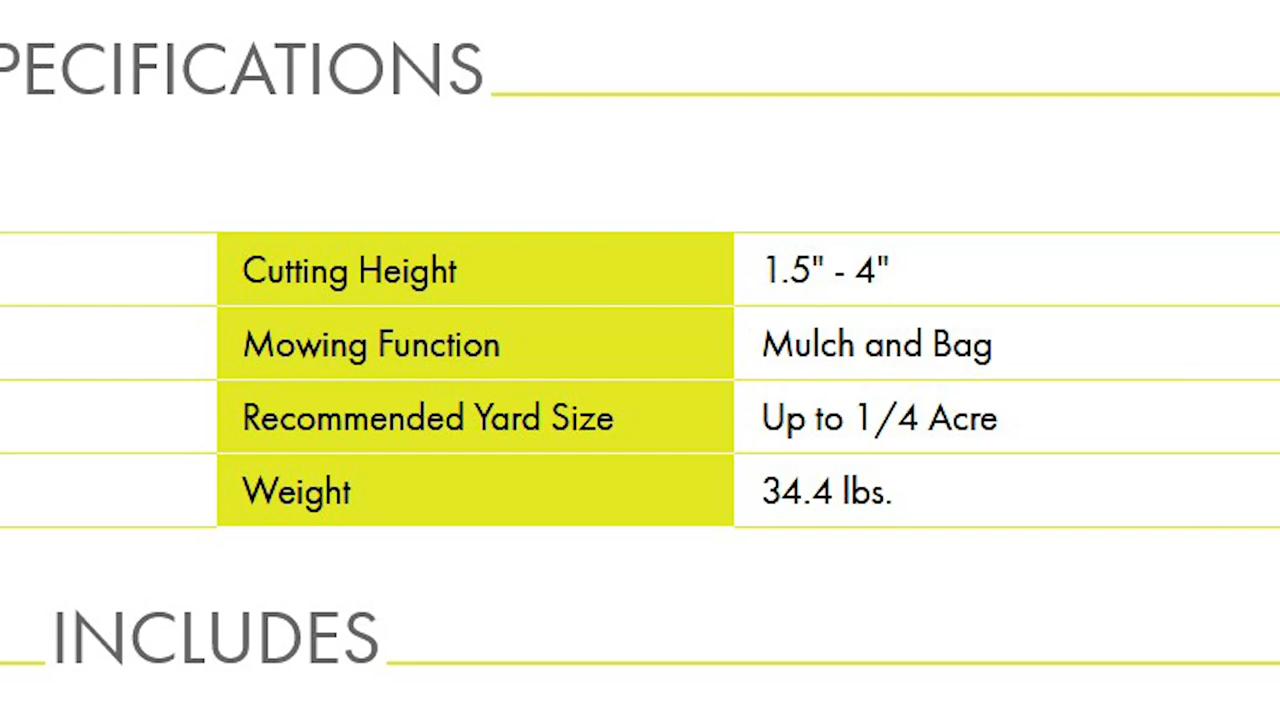 PECIFICATIONS
Cutting Height 1.5" - 4"
Mowing Function Mulch and Bag
Recommended Yard Size Up to 1/4 Acre
Weight 34.4 lbs.
INCLUDES